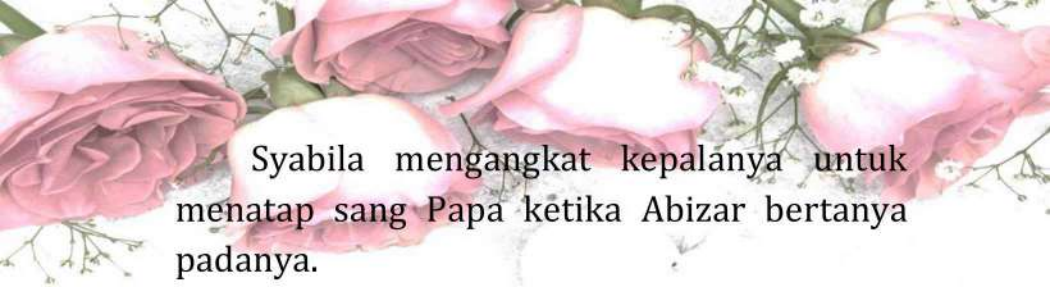 Syabila mengangkat kepalanya untuk
menatap sang Papa ketika Abizar bertanya
padanya.